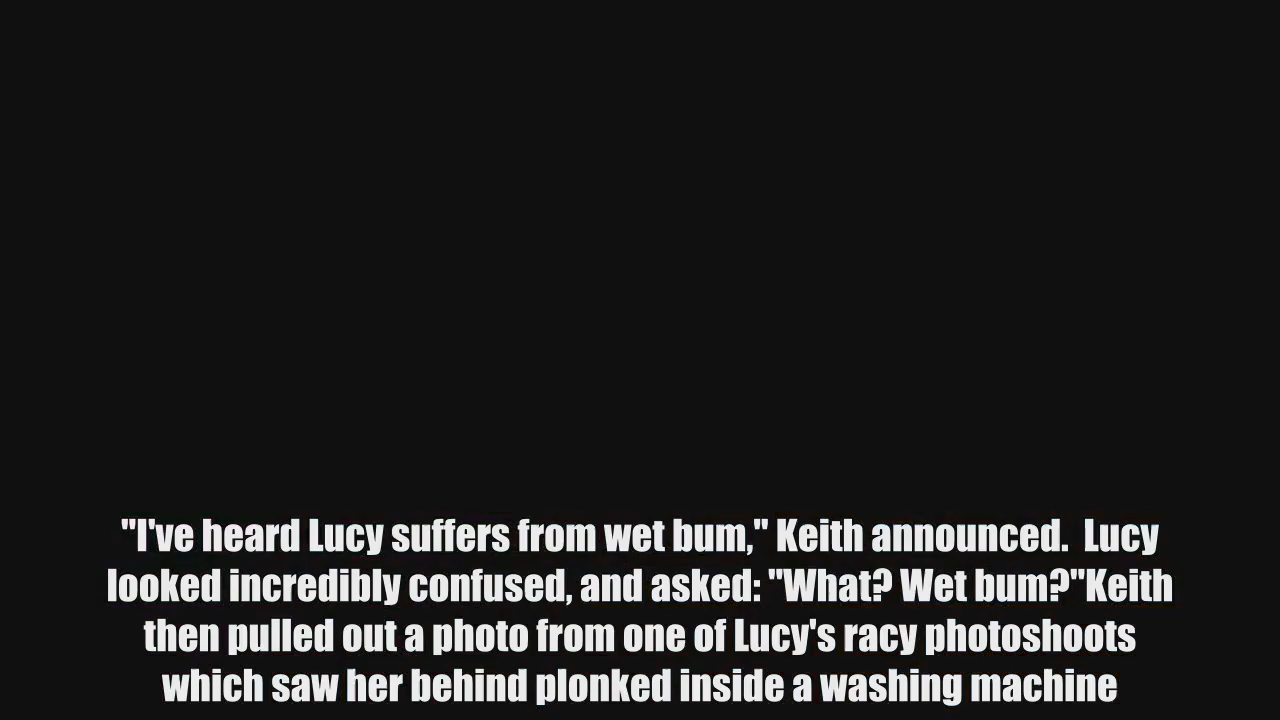 "I've heard Lucy suffers from wet bum," Keith announced.  Lucy
looked incredibly confused, and asked: "What? Wet bum?"Keith
then pulled out a photo from one of Lucy's racy photoshoots
which saw her behind plonked inside a washing machine